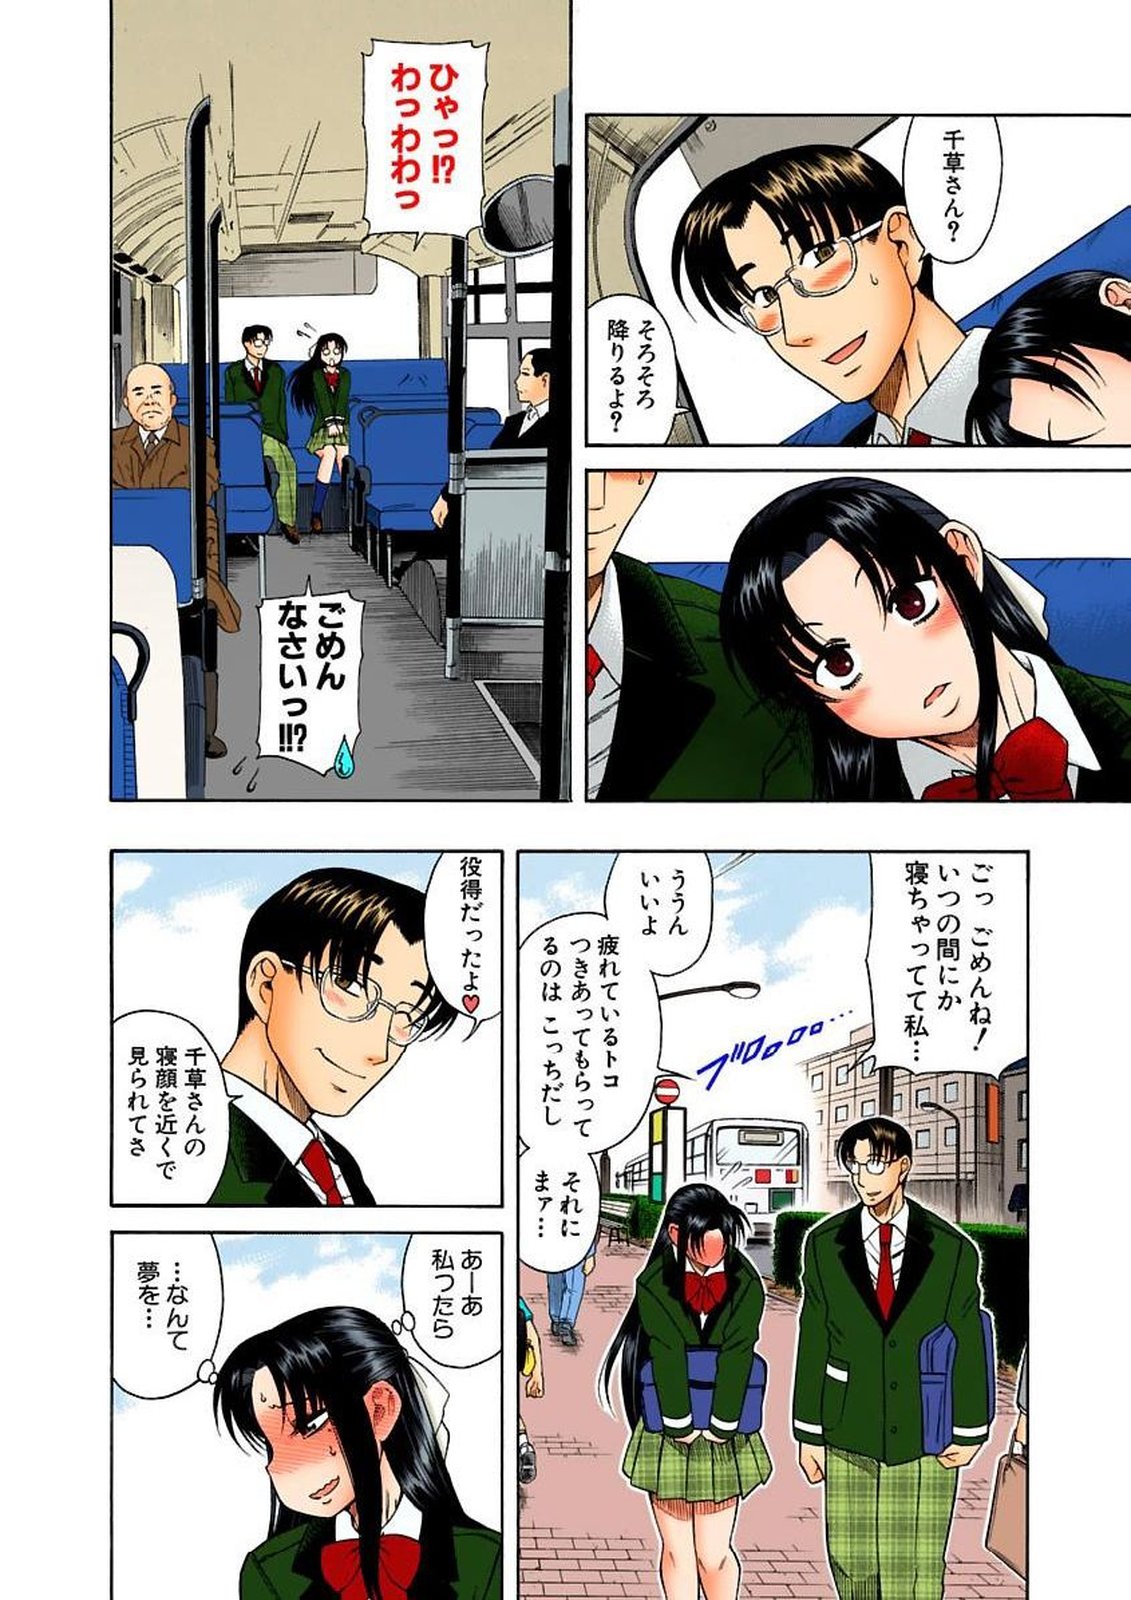 千草さん？
そろそろ
降りるよ？
ひゃっ!?
わっわわっ
ごめん
なさいっ!!?
ごっ ごめんね！
いつの間にか
寝ちゃってて私…
ううん
いいよ
疲れているトコ
つきあってもらって
るのは こっちだし
それに
まァ…
ブロロロロ…
役得だったよ♥
千草さんの
寝顔を近くで
見られてさ
あーあ
私ったら
…なんて
夢を…